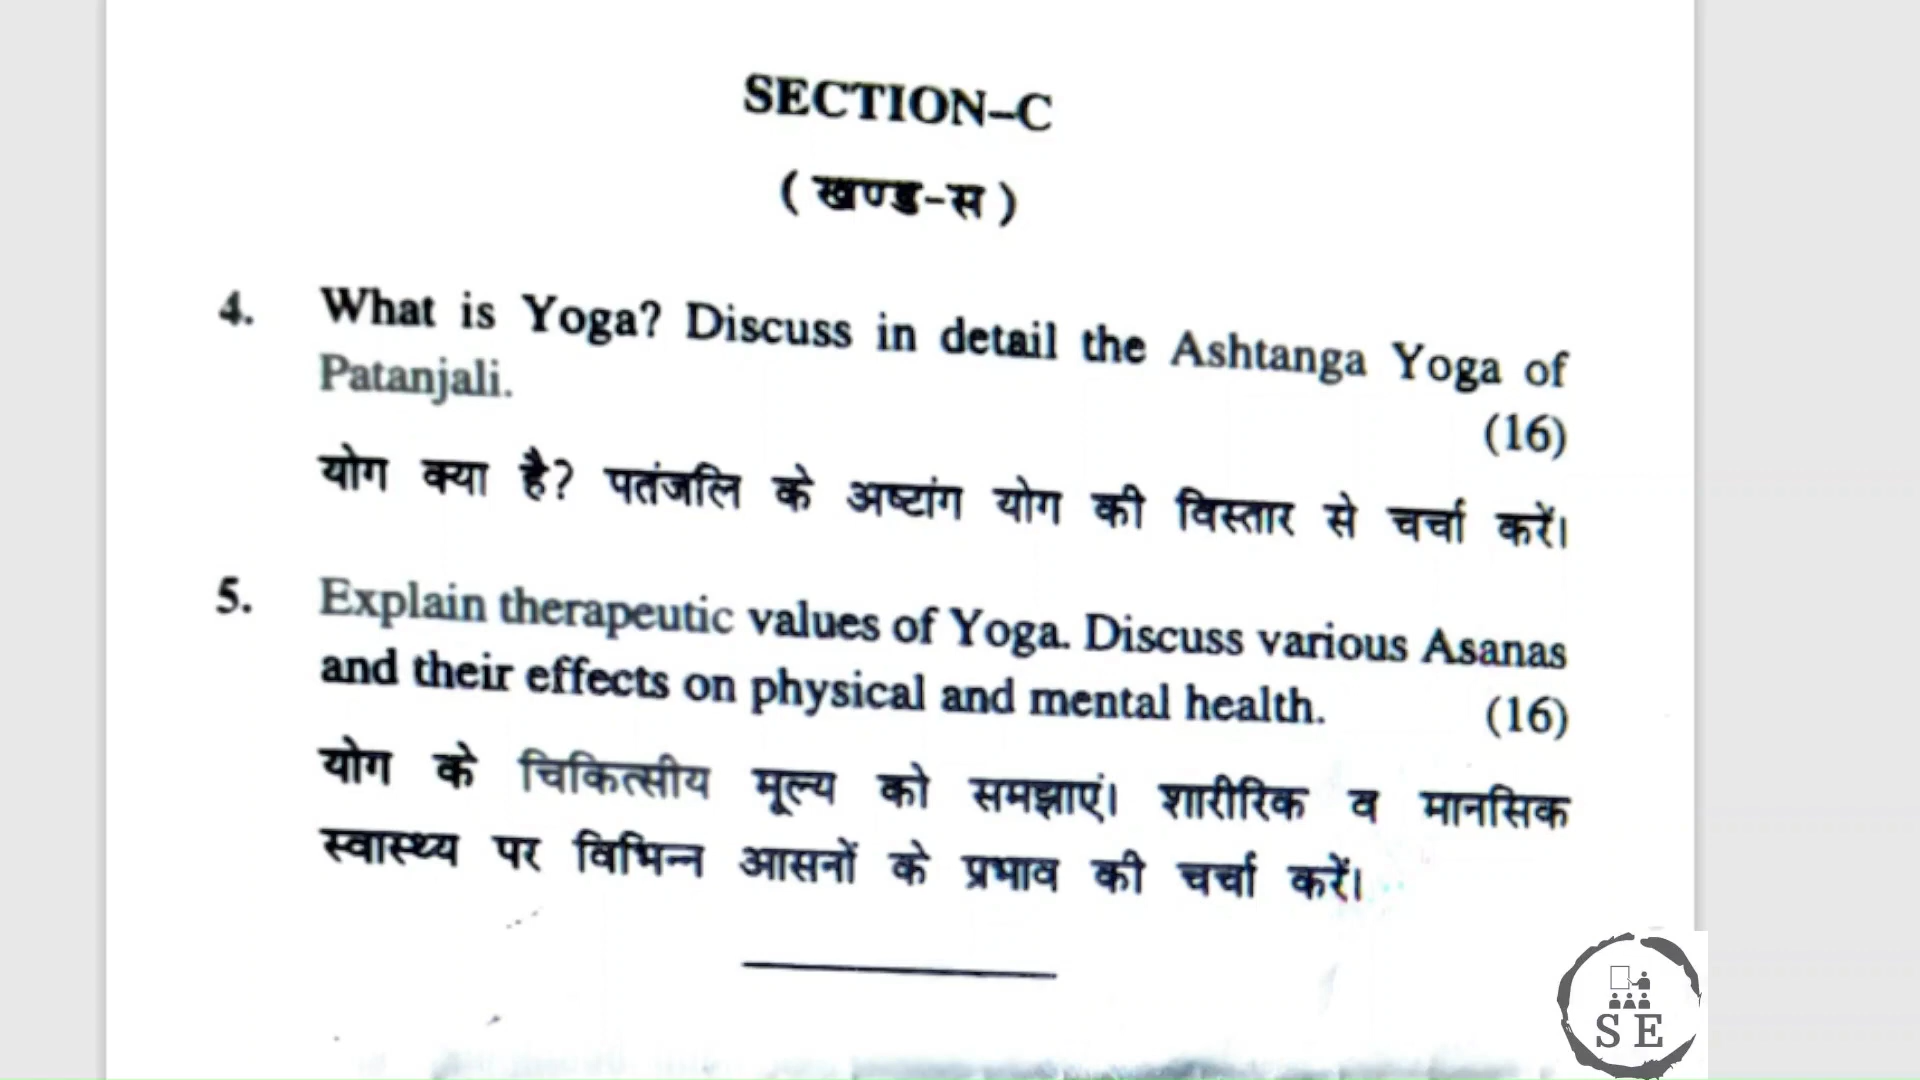 SECTION–C
( खण्ड-स )
4. What is Yoga? Discuss in detail the Ashtanga Yoga of
Patanjali.
(16)
योग क्या है? पतंजलि के अष्टांग योग की विस्तार से चर्चा करें।
5. Explain therapeutic values of Yoga. Discuss various Asanas
and their effects on physical and mental health. (16)
योग के चिकित्सीय मूल्य को समझाएं। शारीरिक व मानसिक
स्वास्थ्य पर विभिन्न आसनों के प्रभाव की चर्चा करें।
S E